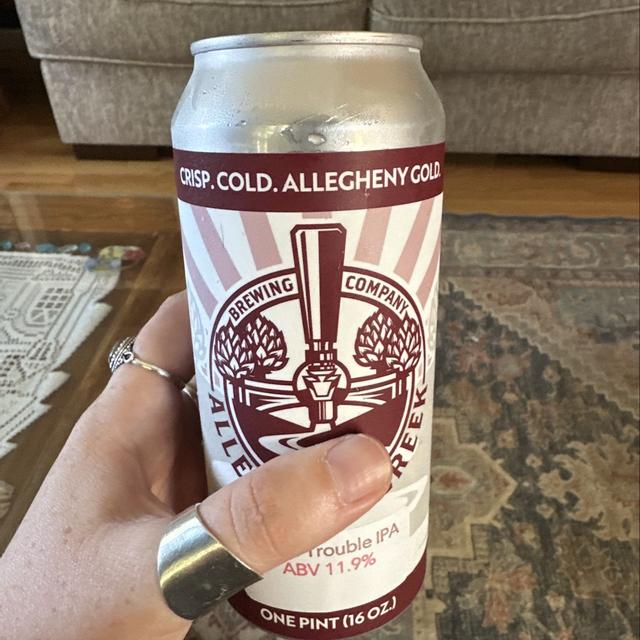 CRISP. COLD. ALLEGHENY GOLD.
BREWING COMPANY
ALLE REEK
Trouble IPA
ABV 11.9%
ONE PINT (16 OZ.)